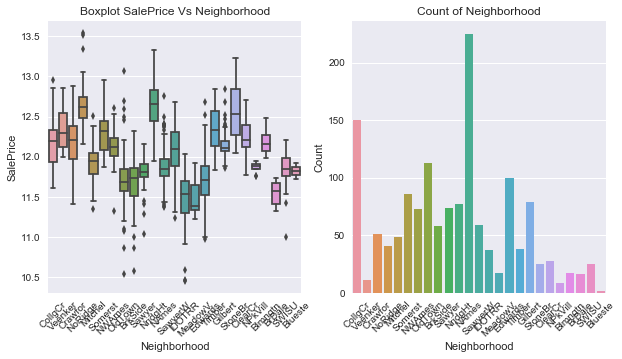 Boxplot SalePrice Vs Neighborhood
SalePrice
13.5
13.0
12.5
12.0
11.5
11.0
10.5
CollgCr
Veenker
Crawfor
NoRidge
Mitchel
Somerst
NWAmes
OldTown
BrkSide
Sawyer
NridgHt
NAmes
SawyerW
IDOTRR
MeadowV
Edwards
Timber
Gilbert
StoneBr
ClearCr
NPkVill
Blmngtn
BrDale
SWISU
Blueste
Neighborhood
Count of Neighborhood
Count
200
150
100
50
0
CollgCr
Veenker
Crawfor
NoRidge
Mitchel
Somerst
NWAmes
OldTown
BrkSide
Sawyer
NridgHt
NAmes
SawyerW
IDOTRR
MeadowV
Edwards
Timber
Gilbert
StoneBr
ClearCr
NPkVill
Blmngtn
BrDale
SWISU
Blueste
Neighborhood